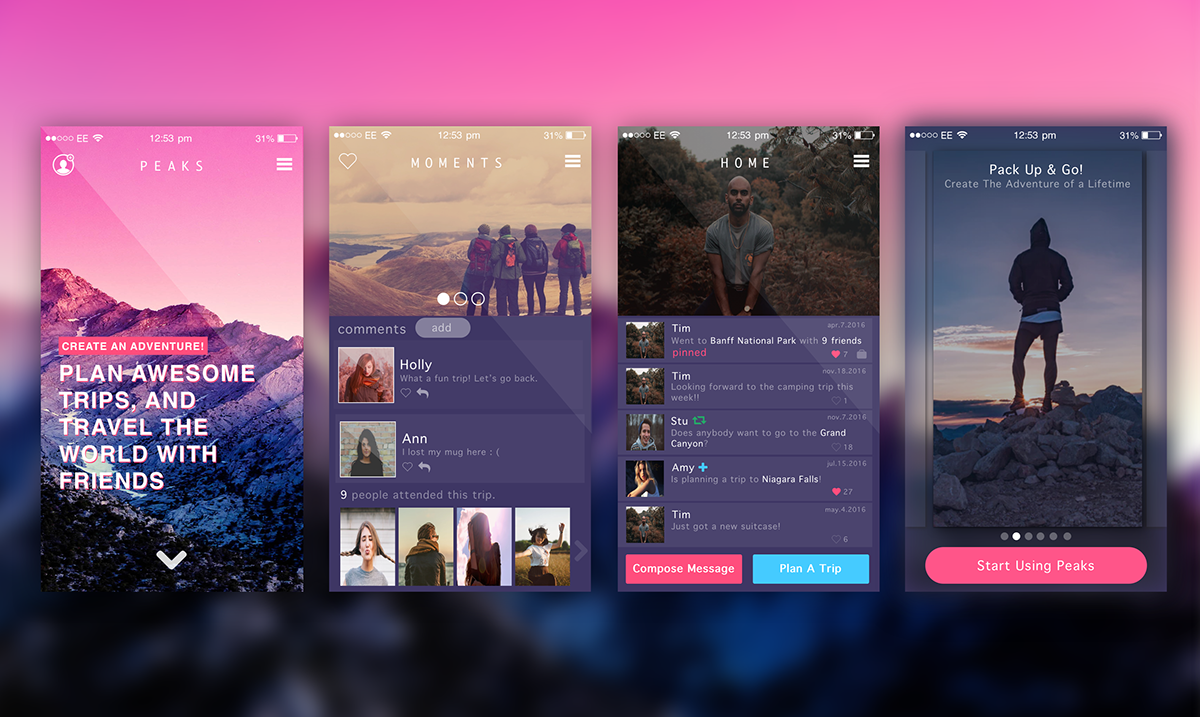 EE 12:53 pm 31%
PEAKS
CREATE AN ADVENTURE!
PLAN AWESOME
TRIPS, AND
TRAVEL THE
WORLD WITH
FRIENDS
EE 12:53 pm 31%
MOMENTS
comments add
Holly
What a fun trip! Let's go back.
Ann
I lost my mug here : (
9 people attended this trip.
EE 12:53 pm 31%
HOME
Tim apr.7.2016
Went to Banff National Park with 9 friends
pinned 7
Tim nov.18.2016
Looking forward to the camping trip this
week!! 1
Stu nov.7.2016
Does anybody want to go to the Grand
Canyon? 18
Amy jul.15.2016
Is planning a trip to Niagara Falls!
27
Tim may.4.2016
Just got a new suitcase!
6
Compose Message Plan A Trip
EE 12:53 pm 31%
Pack Up & Go!
Create The Adventure of a Lifetime
Start Using Peaks